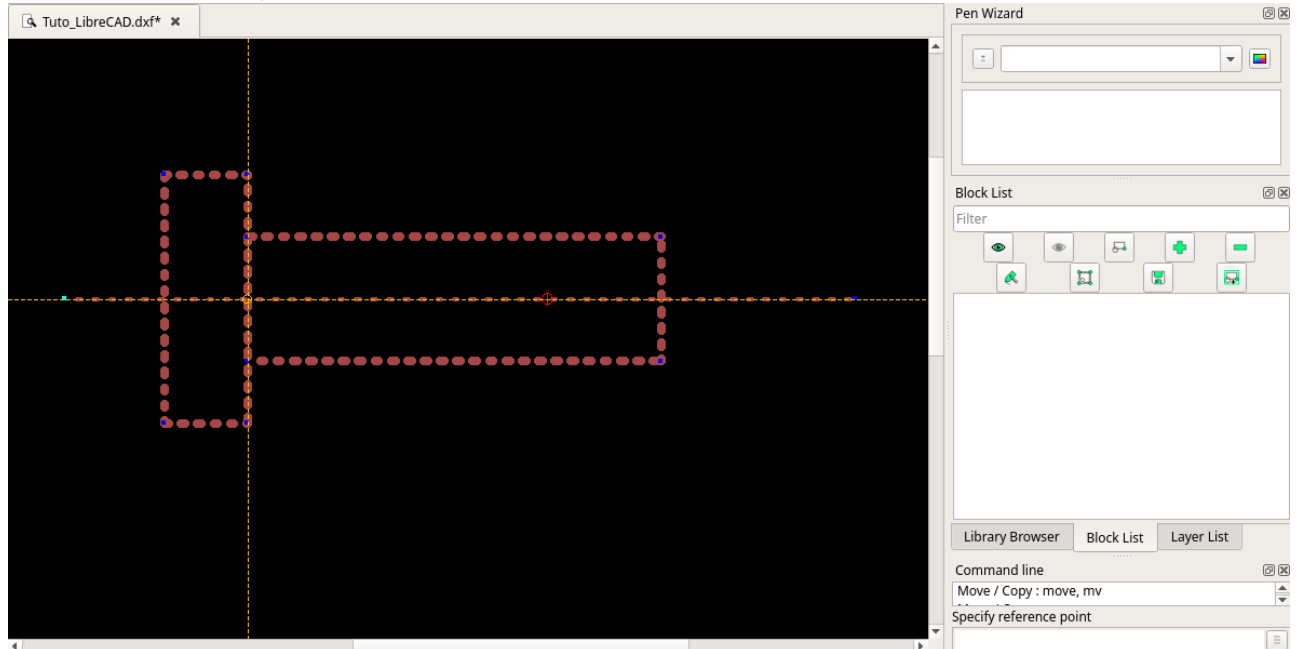 Tuto_LibreCAD.dxf*
Pen Wizard
Block List
Filter
Library Browser
Block List
Layer List
Command line
Move / Copy : move, mv
Specify reference point